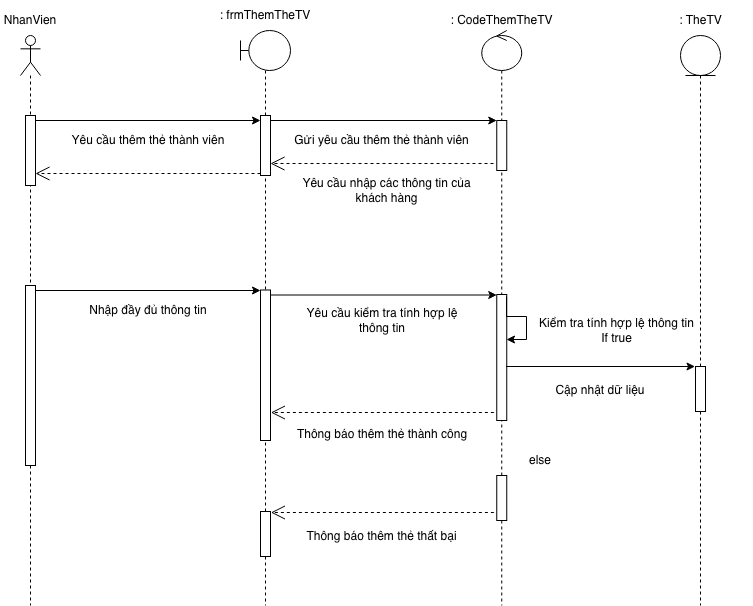 NhanVien
: frmThemTheTV
: CodeThemTheTV
: TheTV
Yêu cầu thêm thẻ thành viên
Gửi yêu cầu thêm thẻ thành viên
Yêu cầu nhập các thông tin của
khách hàng
Nhập đầy đủ thông tin
Yêu cầu kiểm tra tính hợp lệ
thông tin
Kiểm tra tính hợp lệ thông tin
If true
Cập nhật dữ liệu
Thông báo thêm thẻ thành công
else
Thông báo thêm thẻ thất bại